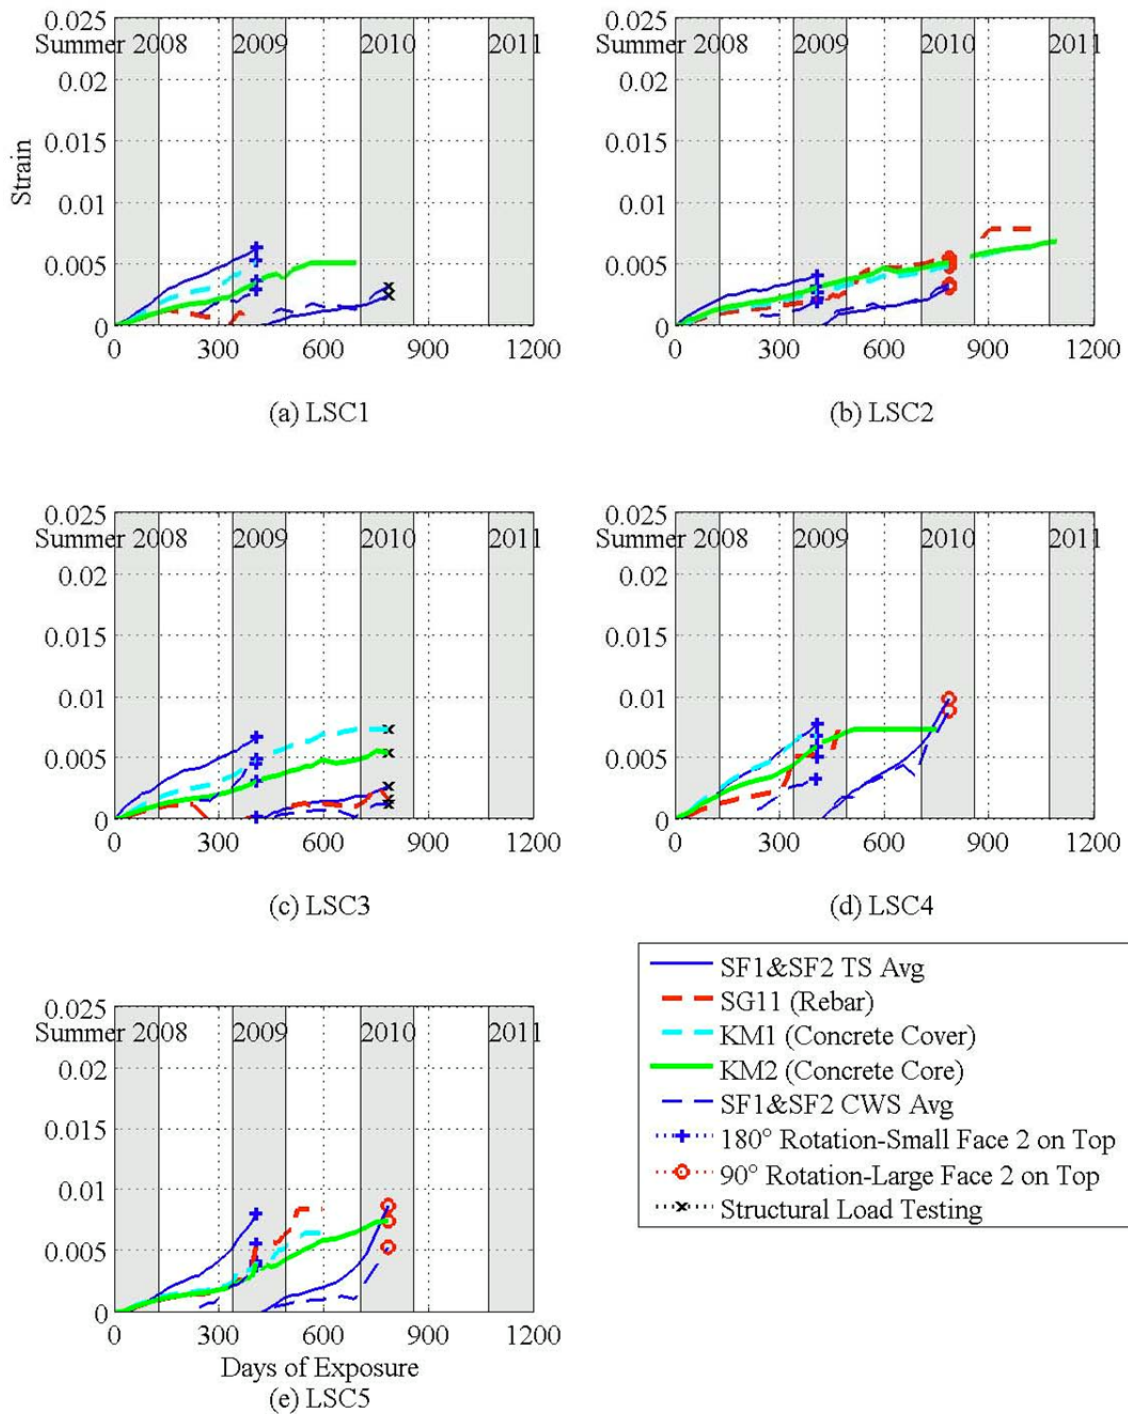 0.025
Summer 2008 2009 2010 2011
0.02
0.015
0.01
0.005
0
Strain
0 300 600 900 1200
(a) LSC1
0.025
Summer 2008 2009 2010 2011
0.02
0.015
0.01
0.005
0
0 300 600 900 1200
(b) LSC2
0.025
Summer 2008 2009 2010 2011
0.02
0.015
0.01
0.005
0
0 300 600 900 1200
(c) LSC3
0.025
Summer 2008 2009 2010 2011
0.02
0.015
0.01
0.005
0
0 300 600 900 1200
(d) LSC4
0.025
Summer 2008 2009 2010 2011
0.02
0.015
0.01
0.005
0
0 300 600 900 1200
Days of Exposure
(e) LSC5
SF1&SF2 TS Avg
SG11 (Rebar)
KM1 (Concrete Cover)
KM2 (Concrete Core)
SF1&SF2 CWS Avg
180° Rotation-Small Face 2 on Top
90° Rotation-Large Face 2 on Top
Structural Load Testing